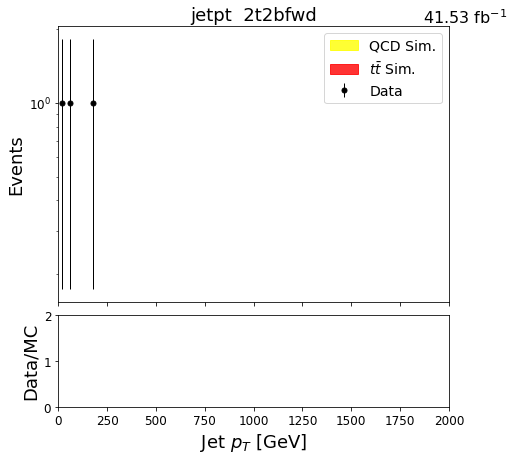 jetpt 2t2bfwd
41.53 fb⁻¹
QCD Sim.
tt̄ Sim.
Data
10⁰
Events
2
1
0
Data/MC
0 250 500 750 1000 1250 1500 1750 2000
Jet p_T [GeV]